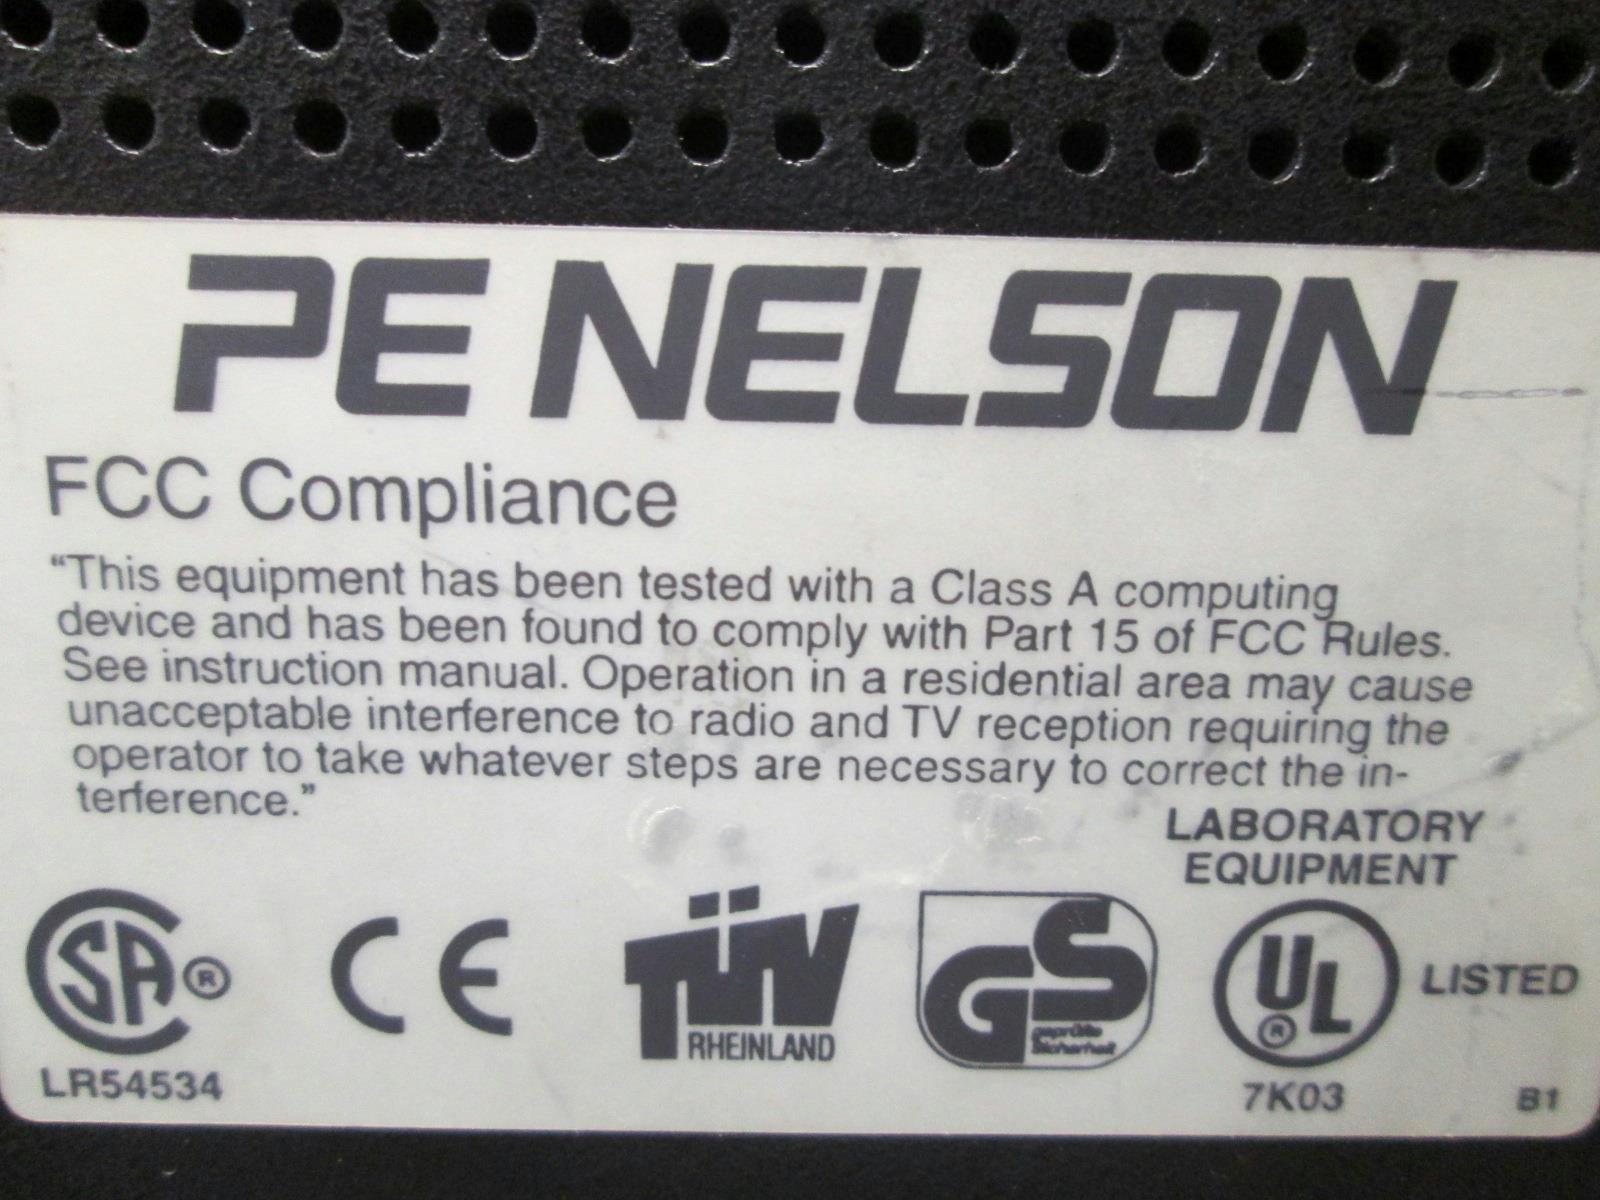 PE NELSON
FCC Compliance
“This equipment has been tested with a Class A computing
device and has been found to comply with Part 15 of FCC Rules.
See instruction manual. Operation in a residential area may cause
unacceptable interference to radio and TV reception requiring the
operator to take whatever steps are necessary to correct the in-
terference.”
LABORATORY
EQUIPMENT
SA ®
CE
TÜV
RHEINLAND
GS
geprüfte
Sicherheit
UL ®
LISTED
LR54534
7K03
B1